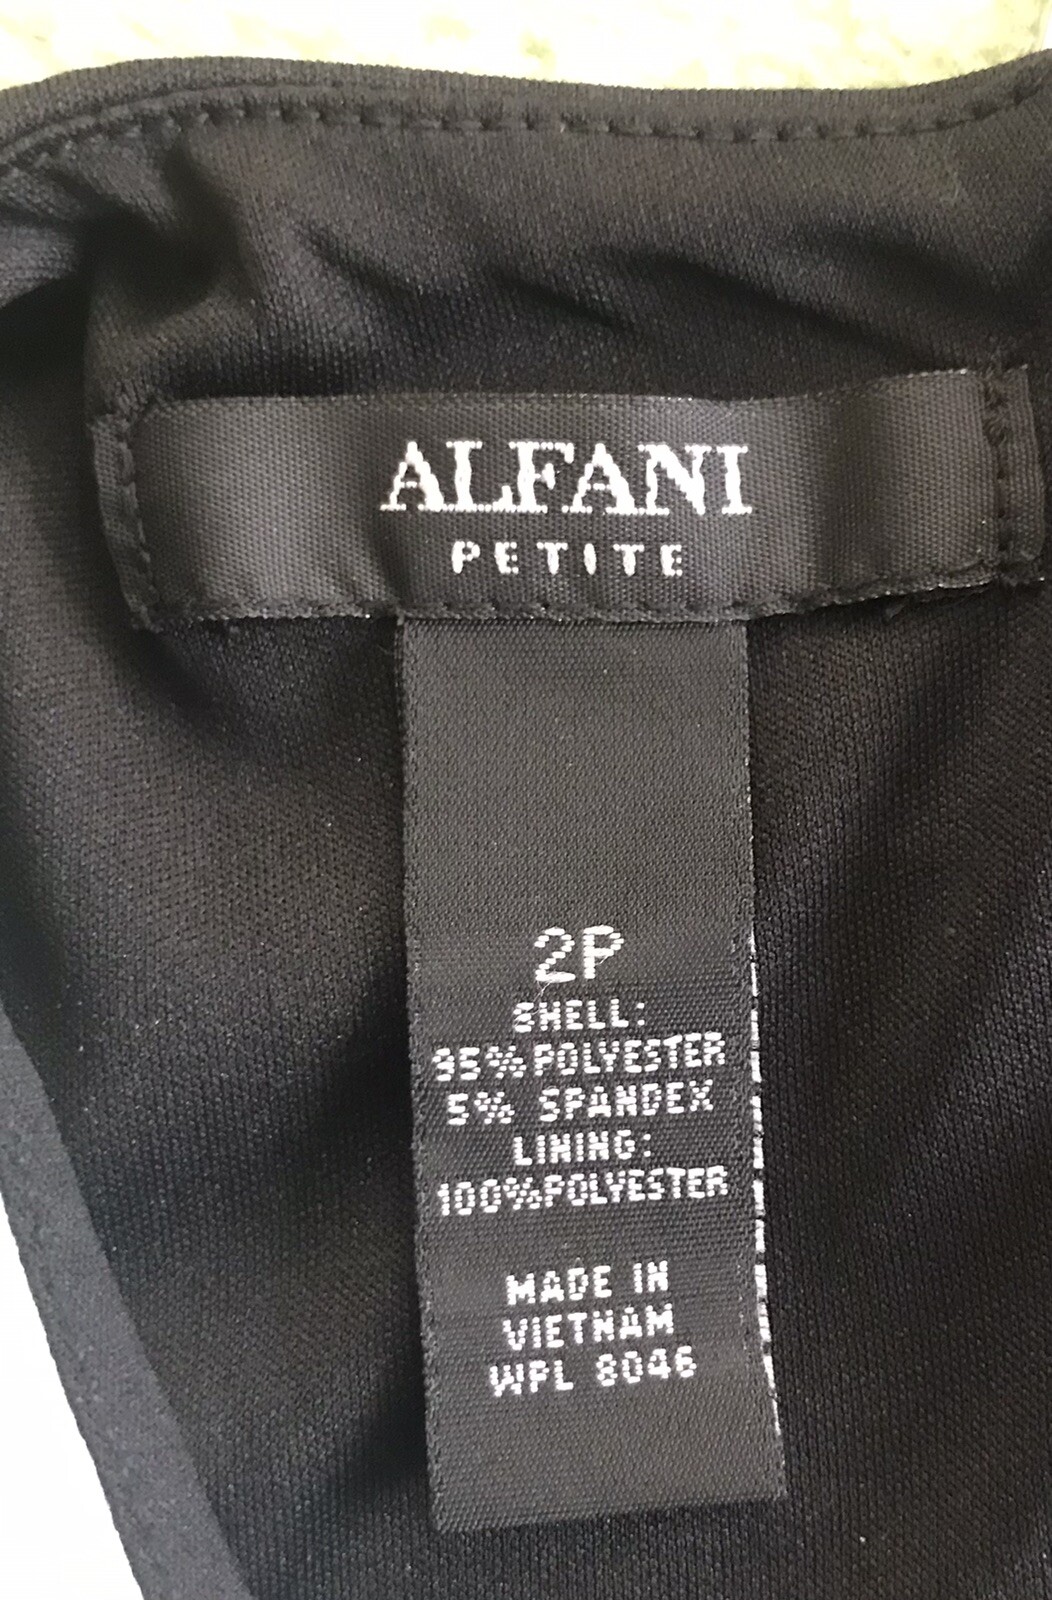 ALFANI
PETITE
2P
SHELL:
95% POLYESTER
5% SPANDEX
LINING:
100% POLYESTER
MADE IN
VIETNAM
WPL 8046